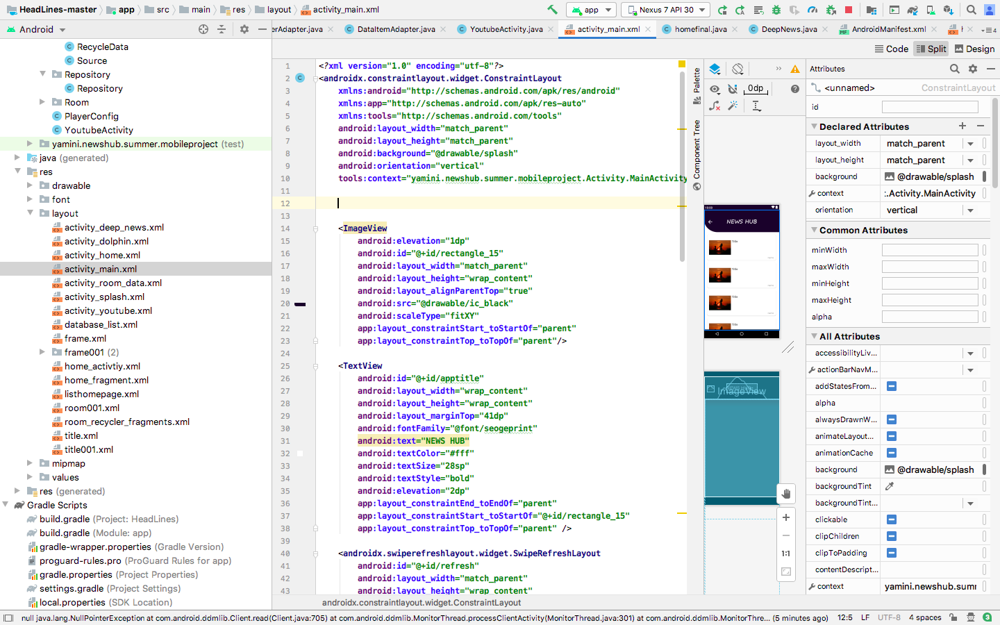 HeadLines-master app src main res layout activity_main.xml
app Nexus 7 API 30
Android
erAdapter.java DataItemAdapter.java YoutubeActivity.java activity_main.xml homefinal.java DeepNews.java AndroidManifest.xml
Code Split Design
RecycleData
Source
Repository
Repository
Room
PlayerConfig
YoutubeActivity
yamini.newshub.summer.mobileproject (test)
java (generated)
res
drawable
font
layout
activity_deep_news.xml
activity_dolphin.xml
activity_home.xml
activity_main.xml
activity_room_data.xml
activity_splash.xml
activity_youtube.xml
database_list.xml
frame.xml
frame001 (2)
home_activtiy.xml
home_fragment.xml
listhomepage.xml
room001.xml
room_recycler_fragments.xml
title.xml
title001.xml
mipmap
values
res (generated)
Gradle Scripts
build.gradle (Project: HeadLines)
build.gradle (Module: app)
gradle-wrapper.properties (Gradle Version)
proguard-rules.pro (ProGuard Rules for app)
gradle.properties (Project Properties)
settings.gradle (Project Settings)
local.properties (SDK Location)
1 <?xml version="1.0" encoding="utf-8"?>
2 <androidx.constraintlayout.widget.ConstraintLayout
3 xmlns:android="http://schemas.android.com/apk/res/android"
4 xmlns:app="http://schemas.android.com/apk/res-auto"
5 xmlns:tools="http://schemas.android.com/tools"
6 android:layout_width="match_parent"
7 android:layout_height="match_parent"
8 android:background="@drawable/splash"
9 android:orientation="vertical"
10 tools:context="yamini.newshub.summer.mobileproject.Activity.MainActivity
11
12
13
14 <ImageView
15 android:elevation="1dp"
16 android:id="@+id/rectangle_15"
17 android:layout_width="match_parent"
18 android:layout_height="wrap_content"
19 android:layout_alignParentTop="true"
20 android:src="@drawable/ic_black"
21 android:scaleType="fitXY"
22 app:layout_constraintStart_toStartOf="parent"
23 app:layout_constraintTop_toTopOf="parent"/>
24
25 <TextView
26 android:id="@+id/apptitle"
27 android:layout_width="wrap_content"
28 android:layout_height="wrap_content"
29 android:layout_marginTop="41dp"
30 android:fontFamily="@font/seogeprint"
31 android:text="NEWS HUB"
32 android:textColor="#fff"
33 android:textSize="28sp"
34 android:textStyle="bold"
35 android:elevation="2dp"
36 app:layout_constraintEnd_toEndOf="parent"
37 app:layout_constraintStart_toStartOf="@+id/rectangle_15"
38 app:layout_constraintTop_toTopOf="parent" />
39
40 <androidx.swiperefreshlayout.widget.SwipeRefreshLayout
41 android:id="@+id/refresh"
42 android:layout_width="match_parent"
43 android:layout_height="wrap_content"
androidx.constraintlayout.widget.ConstraintLayout
Palette
Component Tree
0dp
NEWS HUB
Title
Title
Title
Title
ImageView
1:1
Attributes
<unnamed> ConstraintLayout
id
Declared Attributes
layout_width match_parent
layout_height match_parent
background @drawable/splash
context :.Activity.MainActivity
orientation vertical
Common Attributes
minWidth
maxWidth
minHeight
maxHeight
alpha
All Attributes
accessibilityLiv...
actionBarNavM...
addStatesFrom...
alpha
alwaysDrawnW...
animateLayout...
animationCache
background @drawable/splash
backgroundTint
backgroundTint...
clickable
clipChildren
clipToPadding
contentDescript...
context yamini.newshub.sumr
null java.lang.NullPointerException at com.android.ddmlib.Client.read(Client.java:705) at com.android.ddmlib.MonitorThread.processClientActivity(MonitorThread.java:301) at com.android.ddmlib.MonitorThre... (5 minutes ago) 12:5 LF UTF-8 4 spaces 3